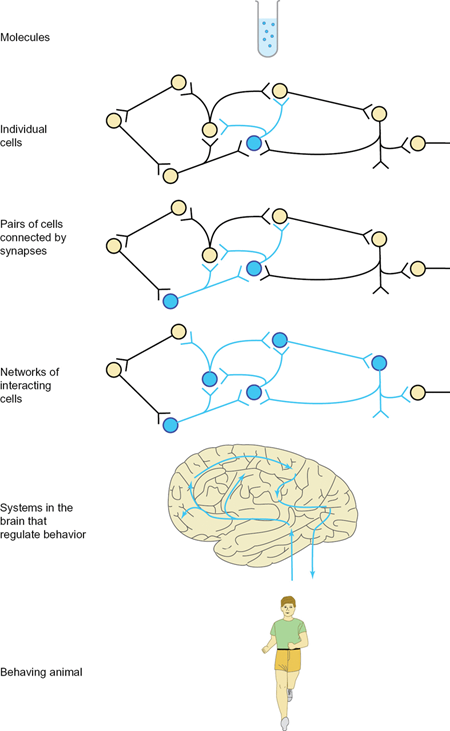 Molecules
Individual
cells
Pairs of cells
connected by
synapses
Networks of
interacting
cells
Systems in the
brain that
regulate behavior
Behaving animal